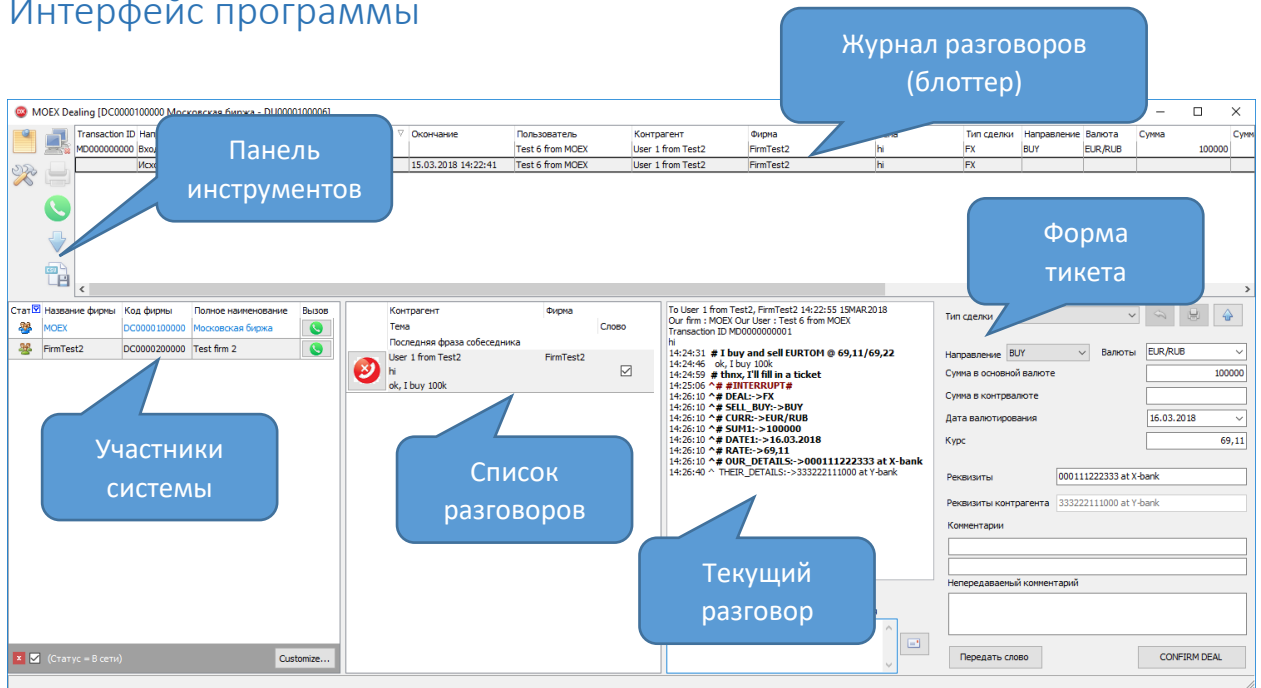 Интерфейс программы
Журнал разговоров
(блоттер)
MOEX Dealing [DC0000100000 Московская биржа - DU0000100006]
Transaction ID
Окончание Пользователь Контрагент Фирма Тип сделки Направление Валюта Сумма
MD000000000 Test 6 from MOEX User 1 from Test2 FirmTest2 hi FX BUY EUR/RUB 100000
15.03.2018 14:22:41 Test 6 from MOEX User 1 from Test2 FirmTest2 hi FX
Панель
инструментов
Форма
тикета
Название фирмы Код фирмы Полное наименование Вызов
MOEX DC0000100000 Московская биржа
FirmTest2 DC0000200000 Test firm 2
Участники
системы
(Статус = В сети)
Customize...
Контрагент Фирма
Тема Слово
Последняя фраза собеседника
User 1 from Test2 FirmTest2
hi
ok, I buy 100k
Список
разговоров
To User 1 from Test2, FirmTest2 14:22:55 15MAR2018
Our firm : MOEX Our User : Test 6 from MOEX
Transaction ID MD0000000001
hi
14:24:31 # I buy and sell EURTOM @ 69,11/69,22
14:24:46 ok, I buy 100k
14:24:59 # thnx, I'll fill in a ticket
14:25:06 ^# #INTERRUPT#
14:26:10 ^# DEAL:->FX
14:26:10 ^# SELL_BUY:->BUY
14:26:10 ^# CURR:->EUR/RUB
14:26:10 ^# SUM1:->100000
14:26:10 ^# DATE1:->16.03.2018
14:26:10 ^# RATE:->69,11
14:26:10 ^# OUR_DETAILS:->000111222333 at X-bank
14:26:40 ^ THEIR_DETAILS:->333222111000 at Y-bank
Текущий
разговор
Тип сделки
Направление BUY Валюты EUR/RUB
Сумма в основной валюте 100000
Сумма в контрвалюте
Дата валютирования 16.03.2018
Курс 69,11
Реквизиты 000111222333 at X-bank
Реквизиты контрагента 333222111000 at Y-bank
Комментарии
Непередаваемый комментарий
Передать слово CONFIRM DEAL